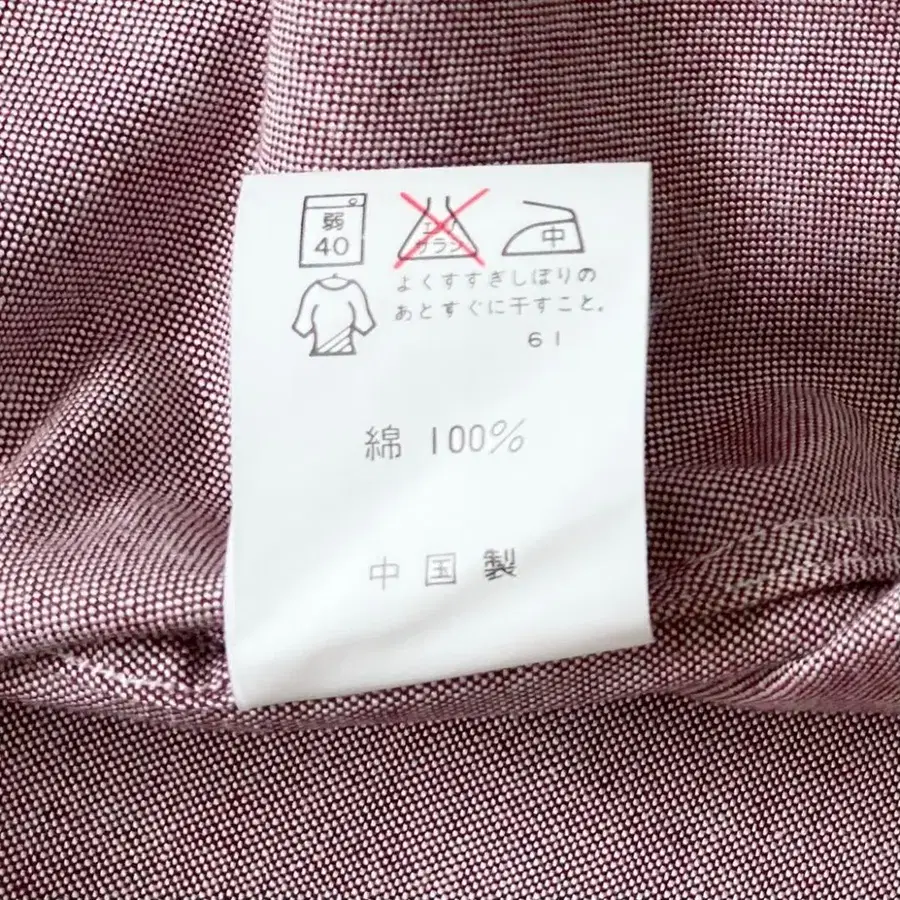 弱
40
エンソ
サラシ
中
よくすすぎしぼりの
あとすぐに干すこと。
61
綿 100%
中国製